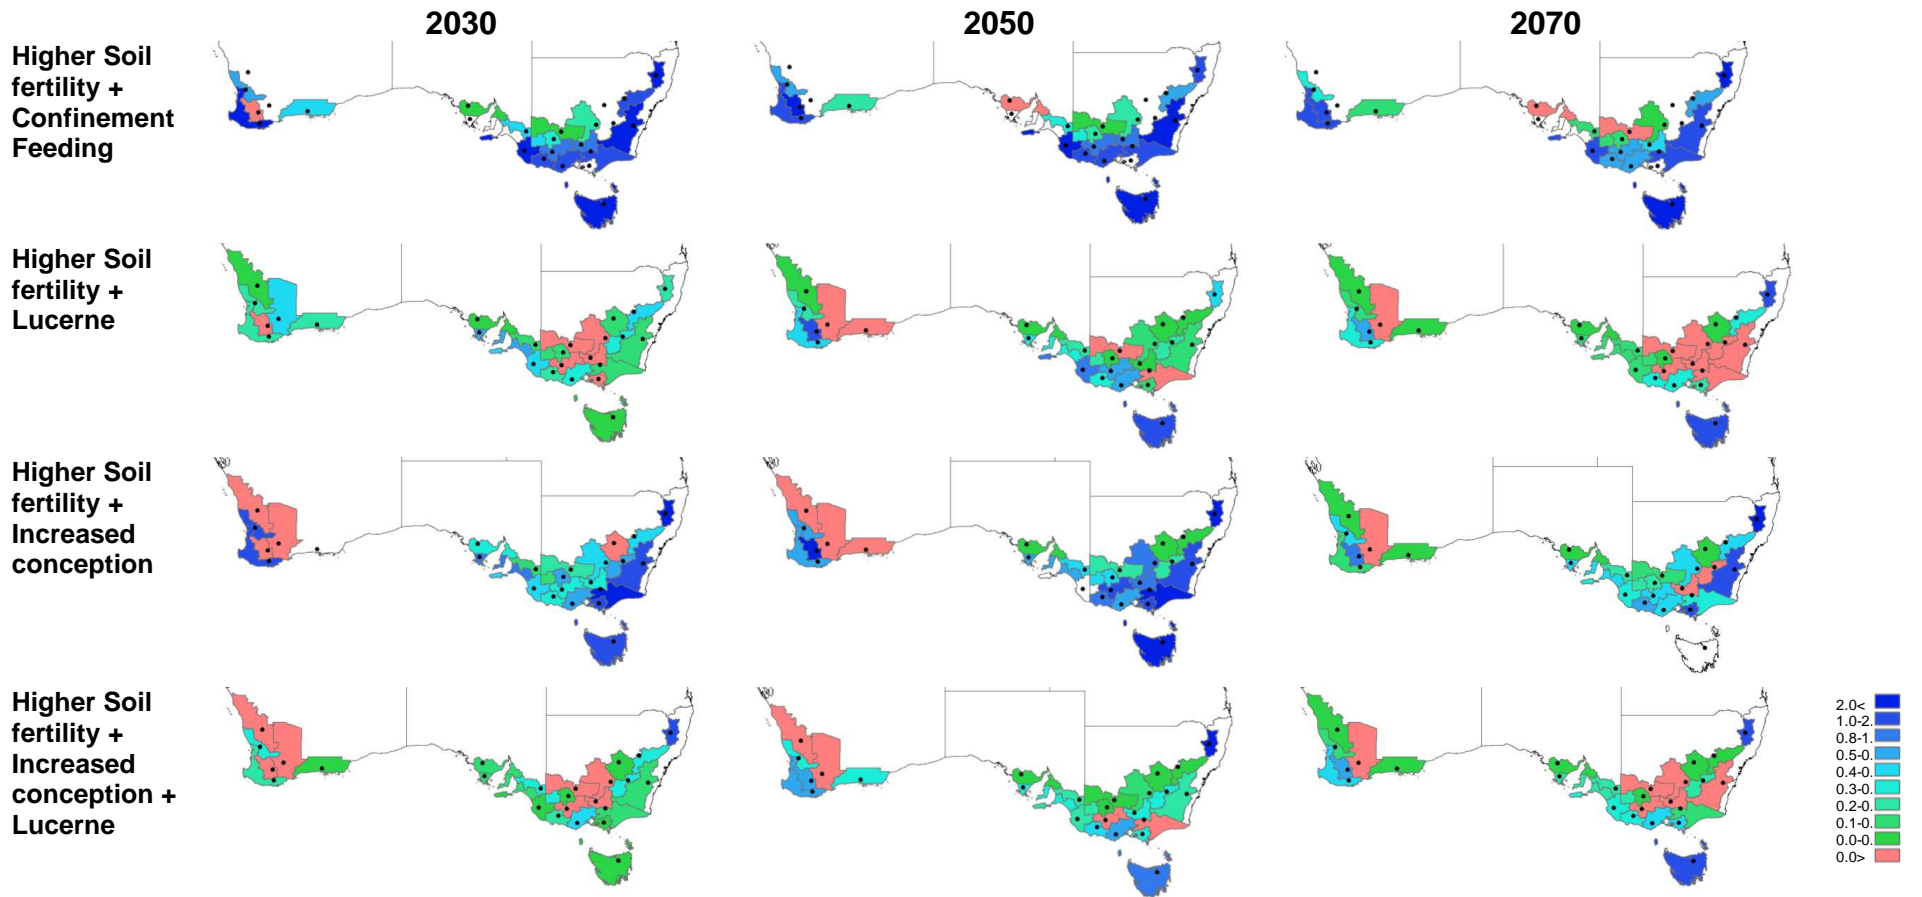 2030 2050 2070
Higher Soil
fertility +
Confinement
Feeding
Higher Soil
fertility +
Lucerne
Higher Soil
fertility +
Increased
conception
Higher Soil
fertility +
Increased
conception +
Lucerne
2.0<
1.0-2.
0.8-1.
0.5-0.
0.4-0.
0.3-0.
0.2-0.
0.1-0.
0.0-0.
0.0>